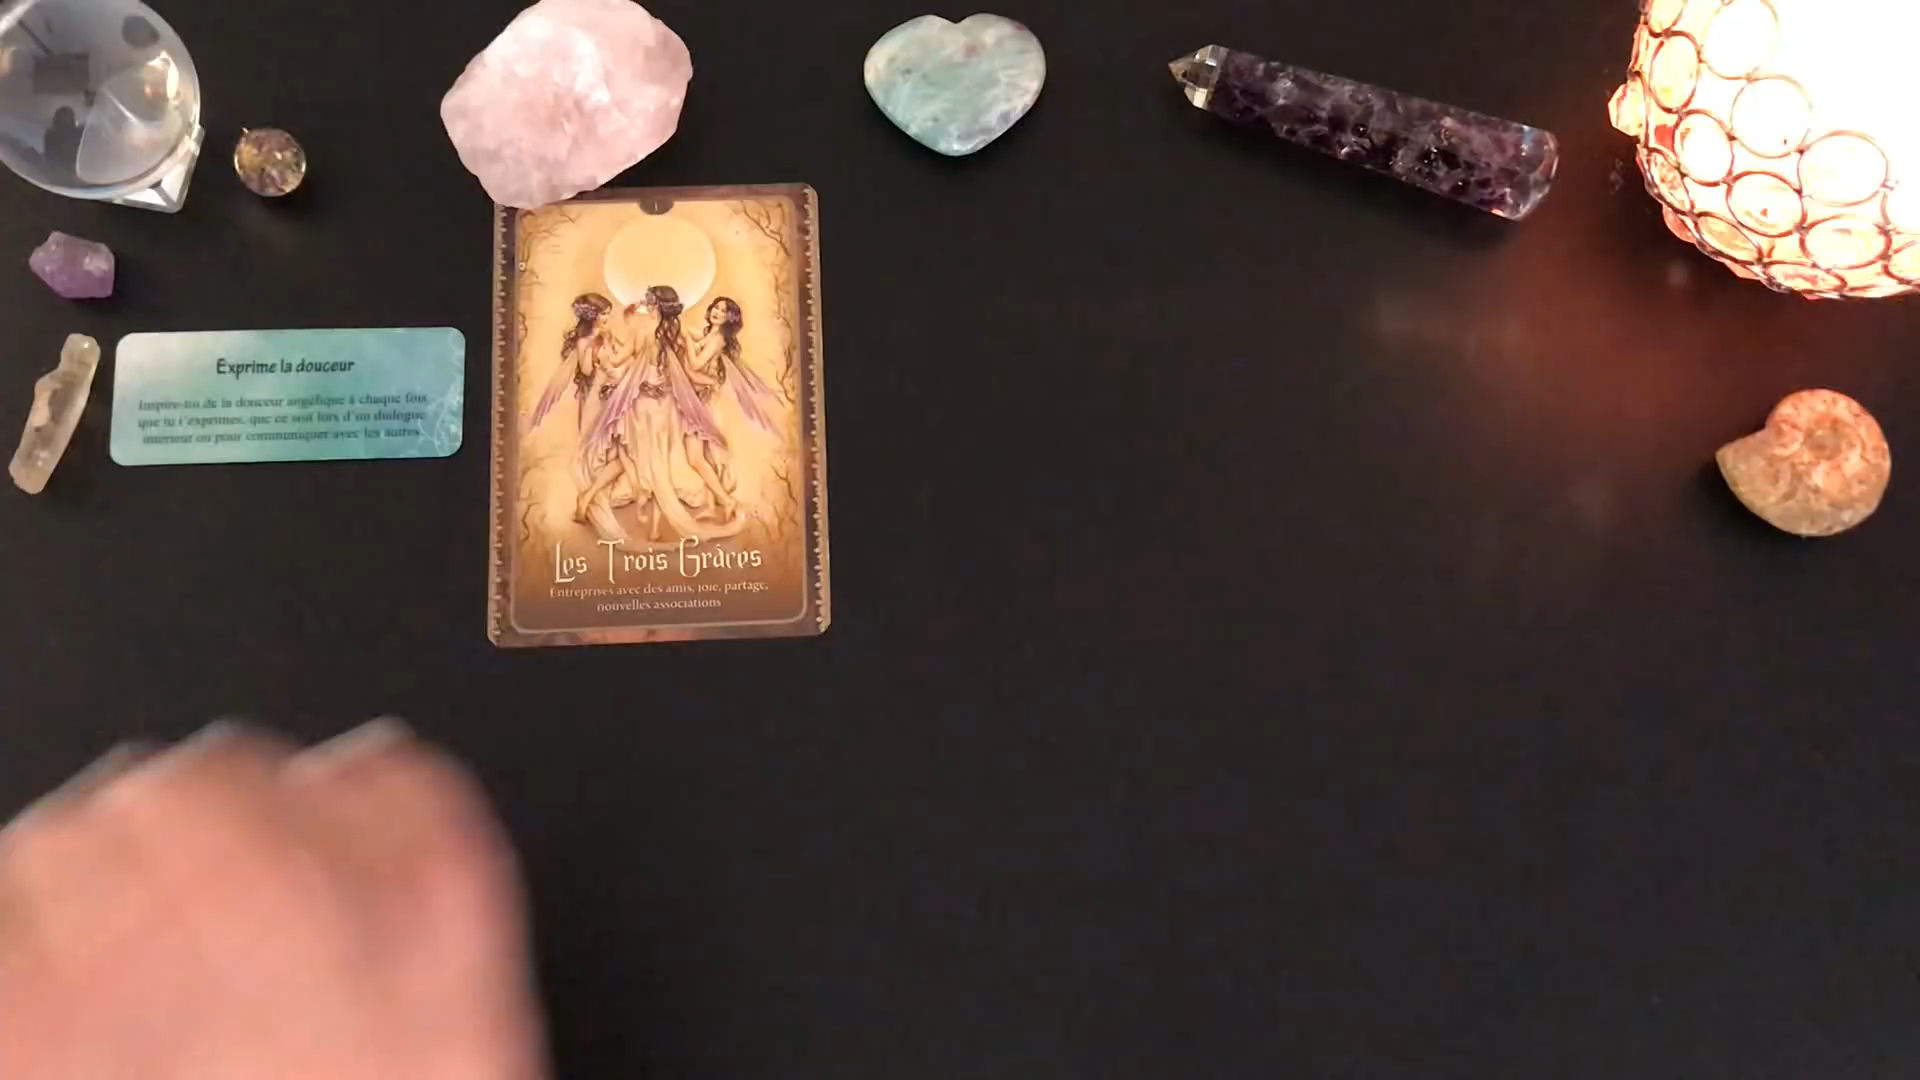 Exprime la douceur
Inspire-toi de la douceur angélique à chaque fois
que tu t'exprimes, que ce soit lors d'un dialogue
intérieur ou pour communiquer avec les autres.
Les Trois Grâces
Entreprises avec des amis, joie, partage,
nouvelles associations